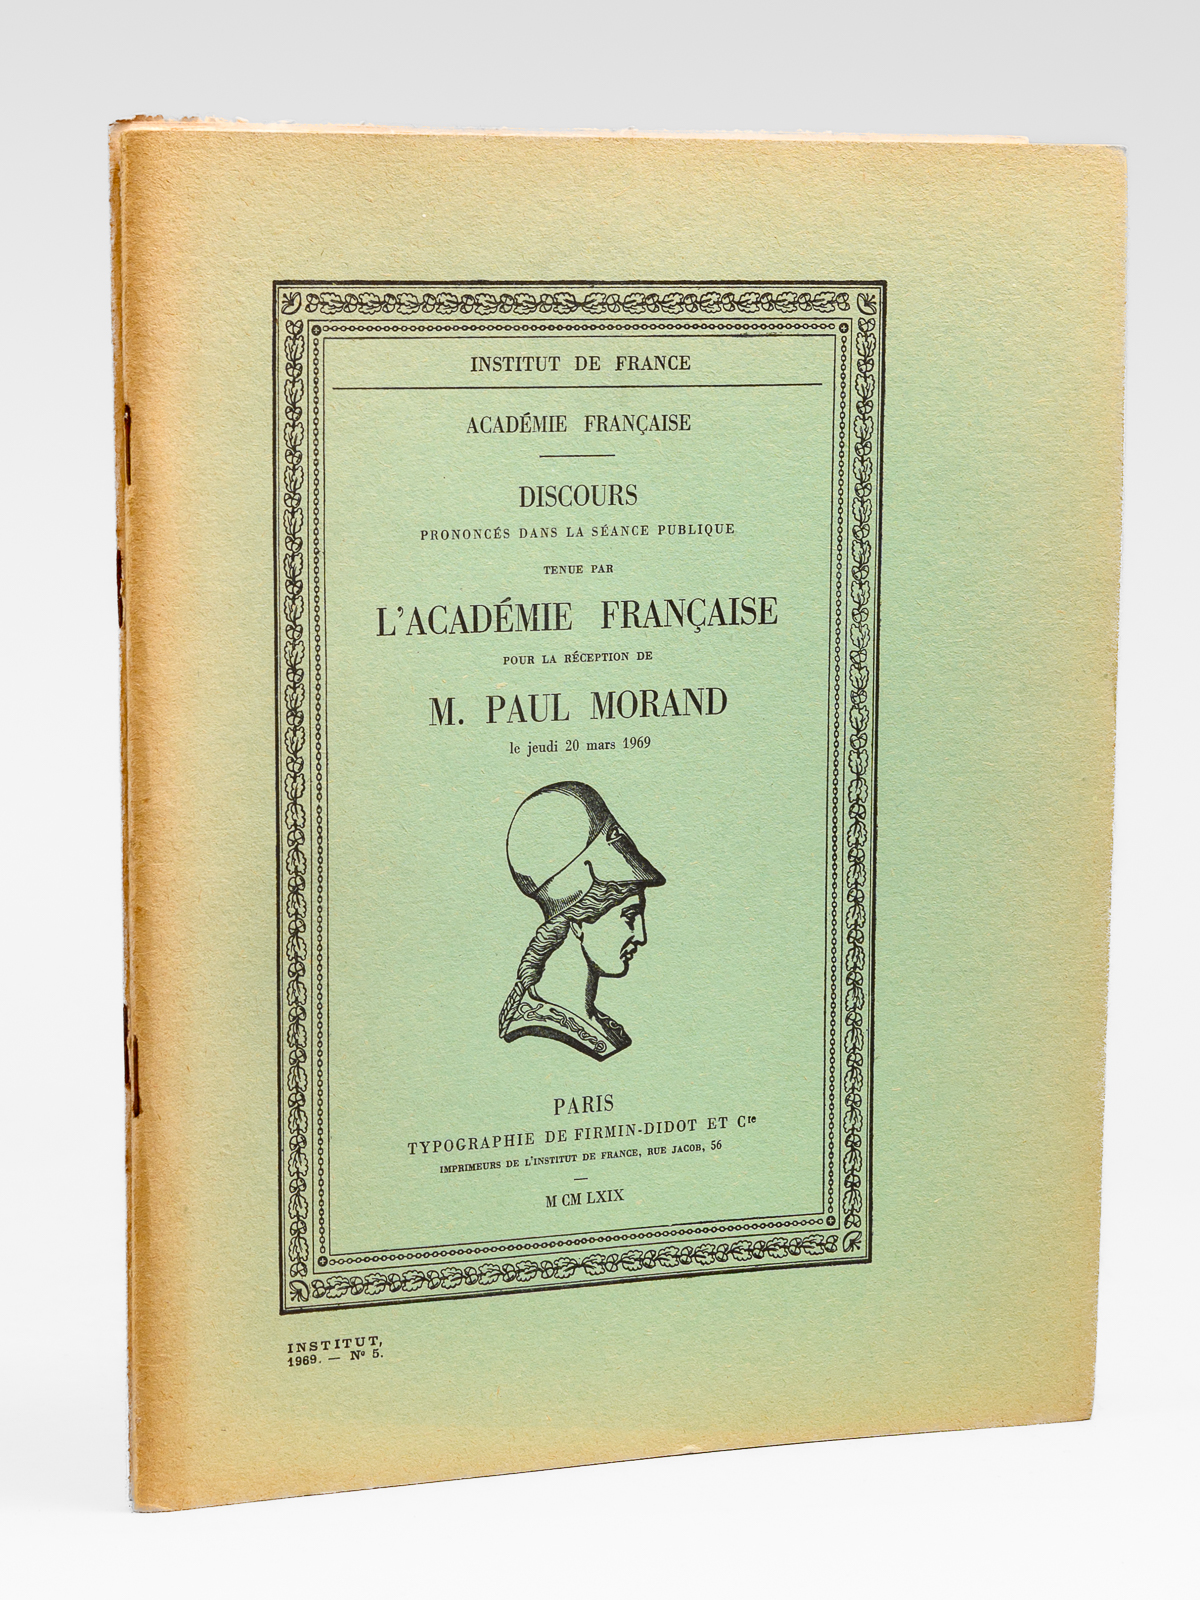 INSTITUT DE FRANCE
ACADÉMIE FRANÇAISE
DISCOURS
PRONONCÉS DANS LA SÉANCE PUBLIQUE
TENUE PAR
L'ACADÉMIE FRANÇAISE
POUR LA RÉCEPTION DE
M. PAUL MORAND
le jeudi 20 mars 1969
PARIS
TYPOGRAPHIE DE FIRMIN-DIDOT ET Cie
IMPRIMEURS DE L'INSTITUT DE FRANCE, RUE JACOB, 56
M CM LXIX
INSTITUT,
1969. — Nº 5.